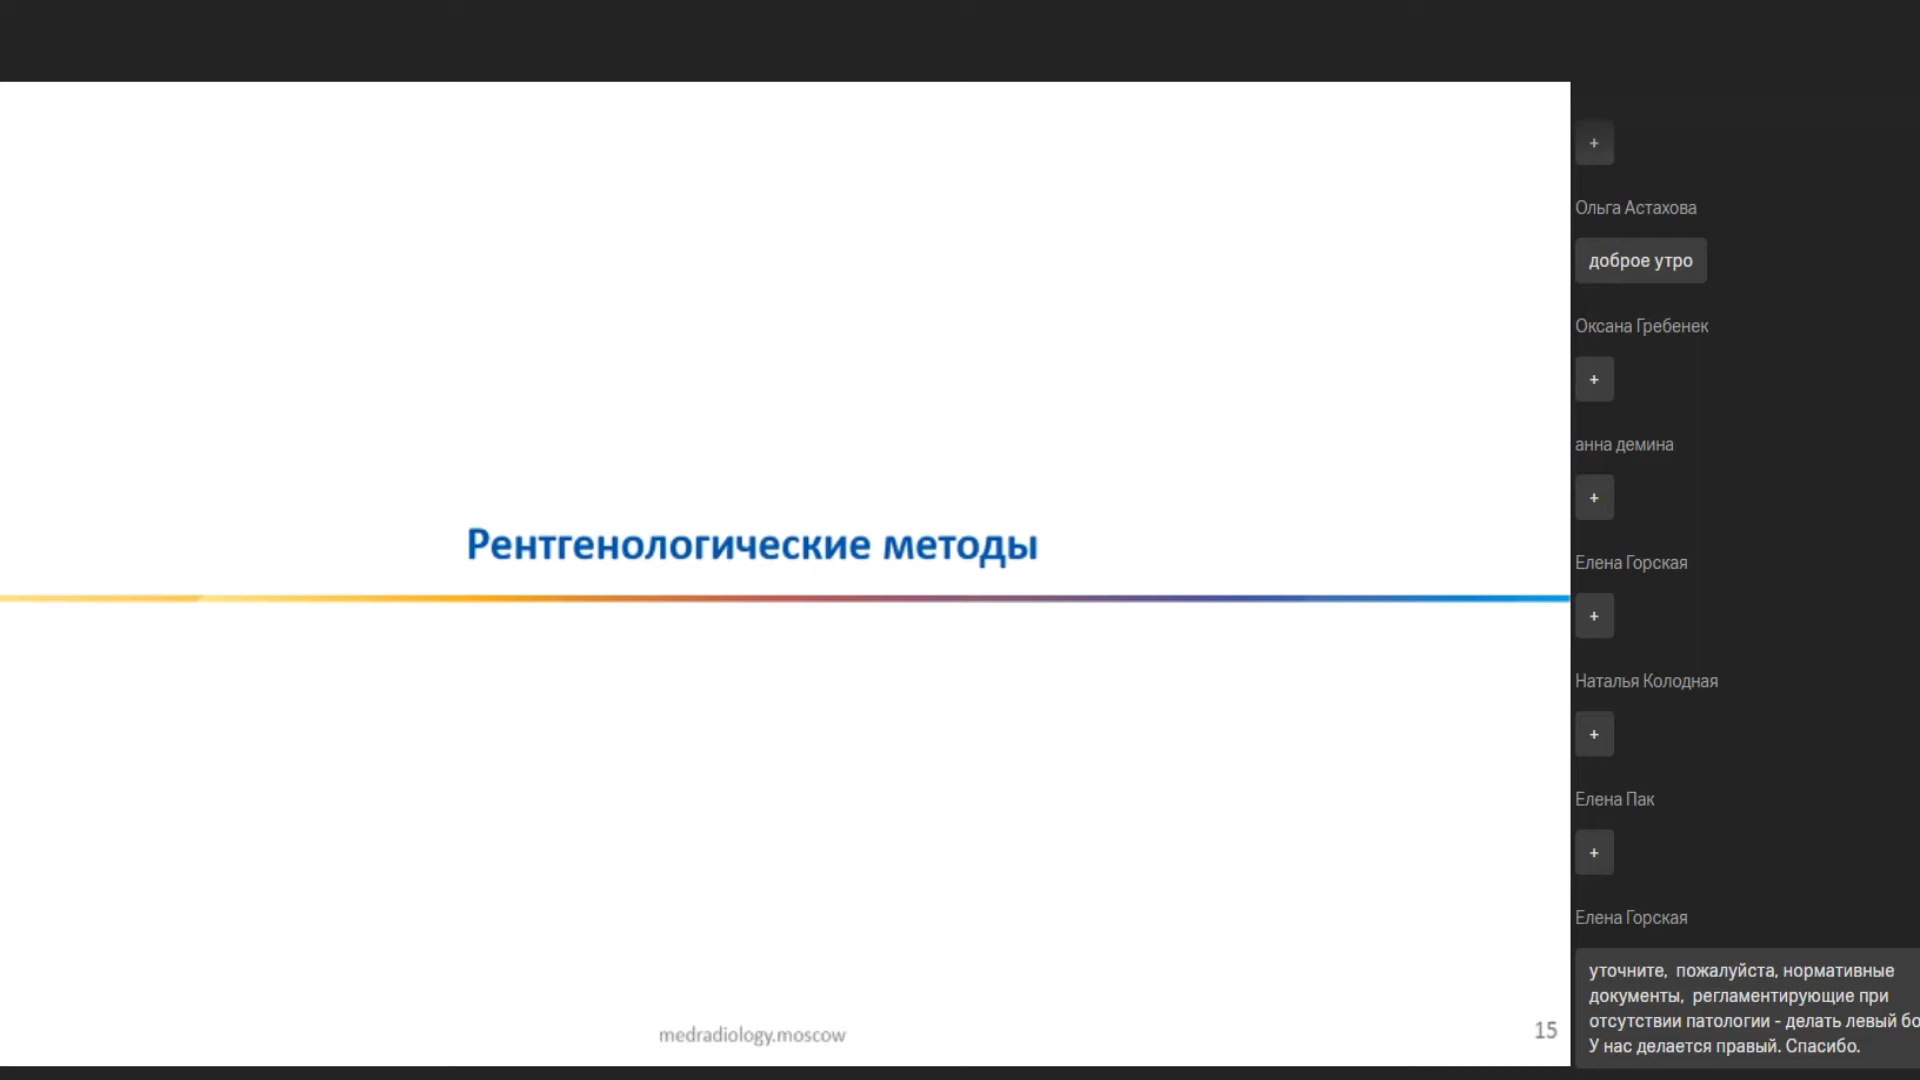 Рентгенологические методы
medradiology.moscow
15
+
Ольга Астахова
доброе утро
Оксана Гребенек
+
анна демина
+
Елена Горская
+
Наталья Колодная
+
Елена Пак
+
Елена Горская
уточните, пожалуйста, нормативные
документы, регламентирующие при
отсутствии патологии - делать левый
У нас делается правый. Спасибо.